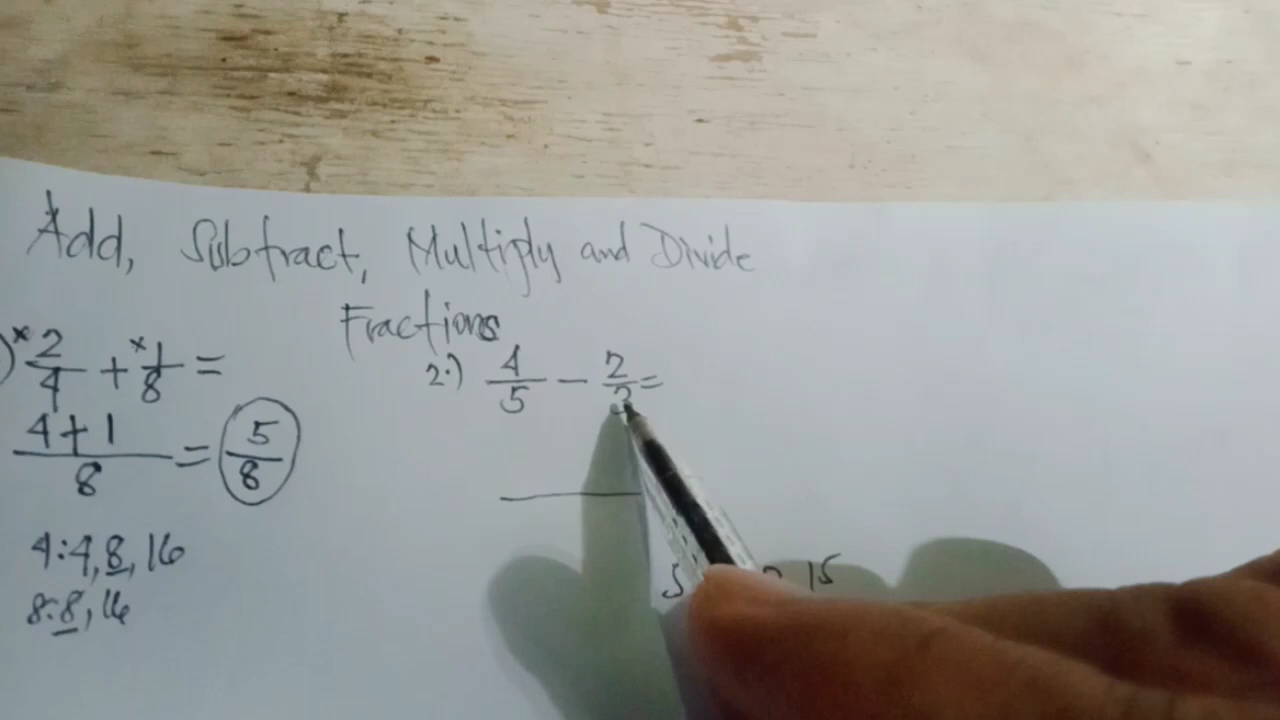 Add, Subtract, Multiply and Divide
Fractions
) × 2/4 + × 1/8 =
4+1/8 = 5/8
4:4, 8, 16
8:8, 16
2.) 4/5 − 2/3 =
5 15